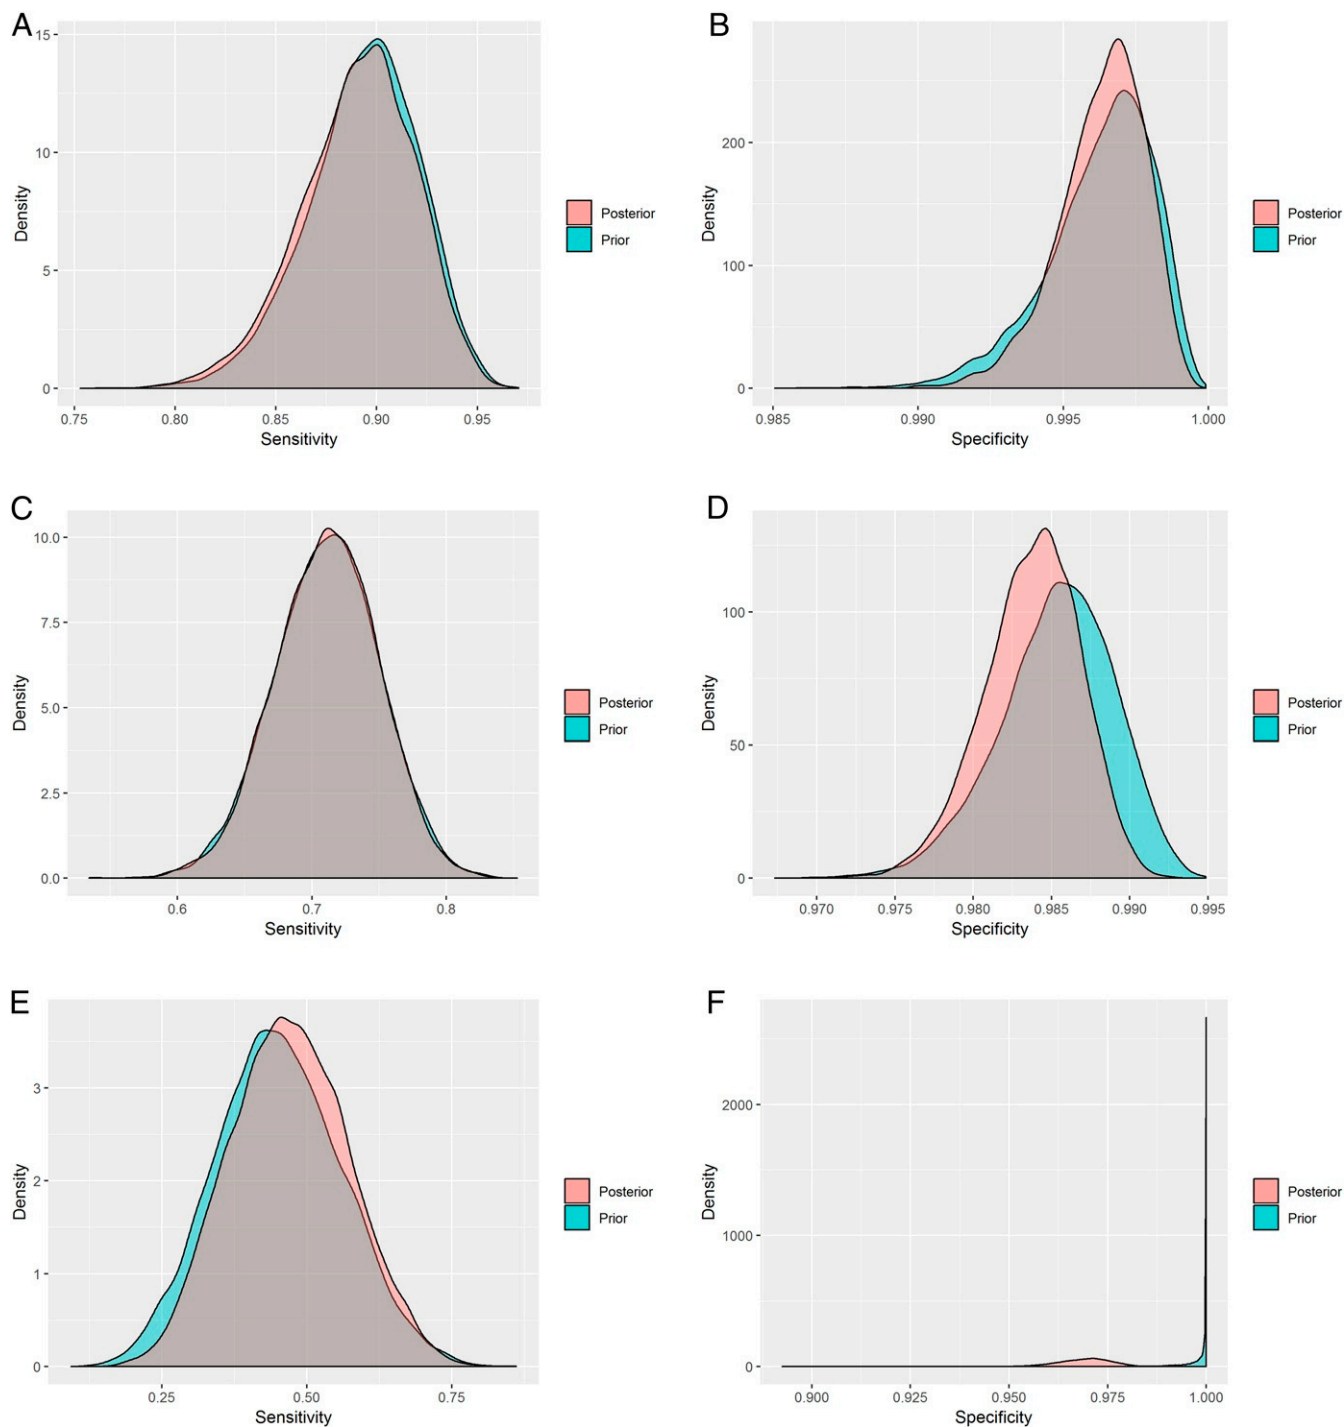 A
15
10
5
0
Density
0.75 0.80 0.85 0.90 0.95
Sensitivity
Posterior
Prior
B
200
100
0
Density
0.985 0.990 0.995 1.000
Specificity
Posterior
Prior
C
10.0
7.5
5.0
2.5
0.0
Density
0.6 0.7 0.8
Sensitivity
Posterior
Prior
D
100
50
0
Density
0.970 0.975 0.980 0.985 0.990 0.995
Specificity
Posterior
Prior
E
3
2
1
0
Density
0.25 0.50 0.75
Sensitivity
Posterior
Prior
F
2000
1000
0
Density
0.900 0.925 0.950 0.975 1.000
Specificity
Posterior
Prior